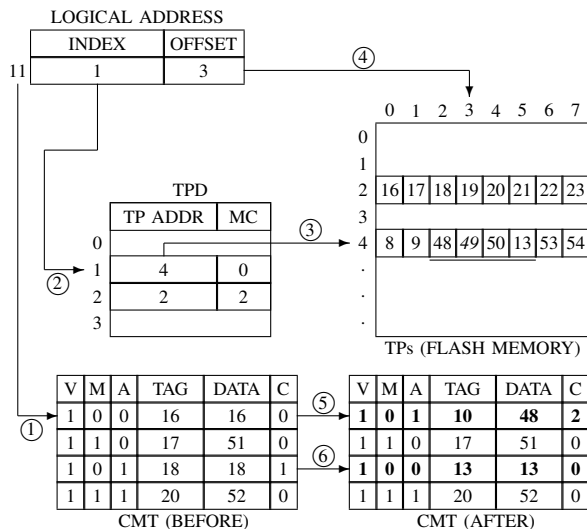 LOGICAL ADDRESS
INDEX OFFSET
11 1 3
④
0 1 2 3 4 5 6 7
0
1
2 16 17 18 19 20 21 22 23
3
4 8 9 48 49 50 13 53 54
.
.
.
TPs (FLASH MEMORY)
TPD
TP ADDR MC
0
③
② 1 4 0
2 2 2
3
V M A TAG DATA C
① 1 0 0 16 16 0
1 1 0 17 51 0
1 0 1 18 18 1
1 1 1 20 52 0
CMT (BEFORE)
⑤
⑥
V M A TAG DATA C
1 0 1 10 48 2
1 1 0 17 51 0
1 0 0 13 13 0
1 1 1 20 52 0
CMT (AFTER)